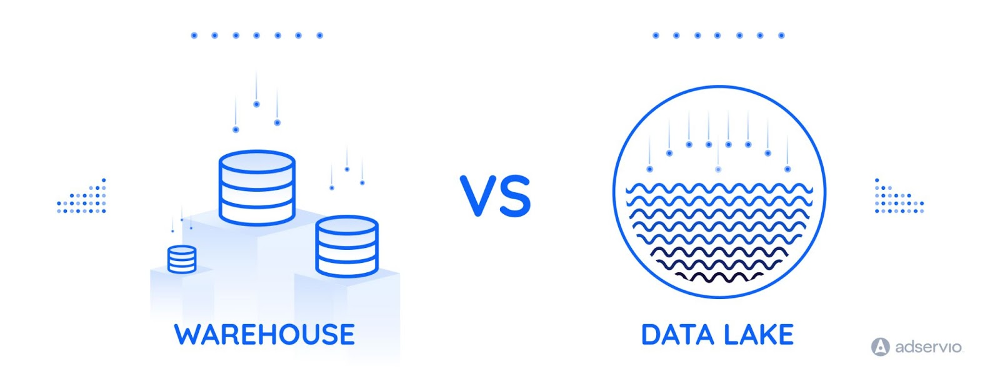 VS
WAREHOUSE
DATA LAKE
adservio